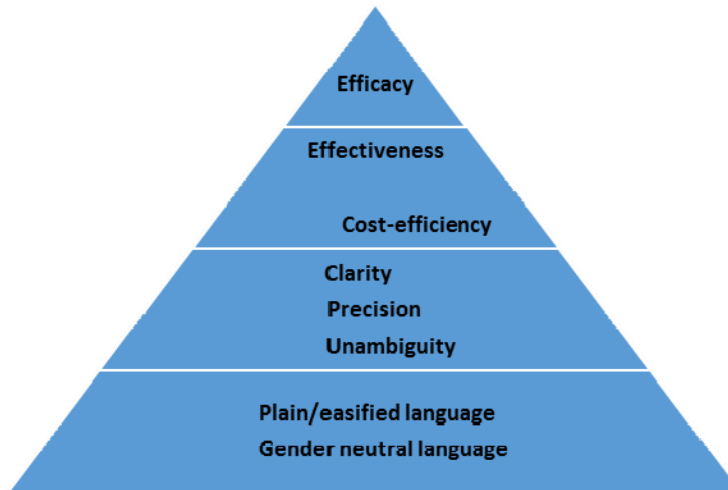 Efficacy
Effectiveness
Cost-efficiency
Clarity
Precision
Unambiguity
Plain/easified language
Gender neutral language